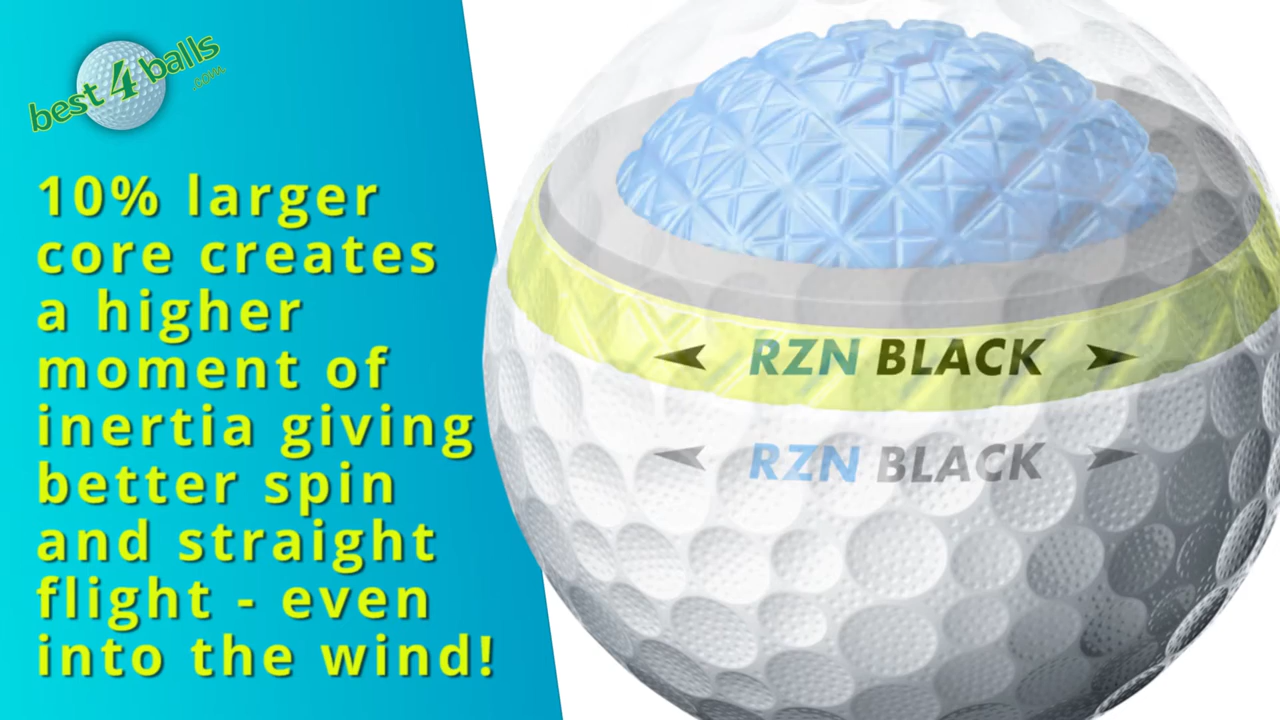 best 4 balls
.com
10% larger
core creates
a higher
moment of
inertia giving
better spin
and straight
flight - even
into the wind!
RZN BLACK
RZN BLACK